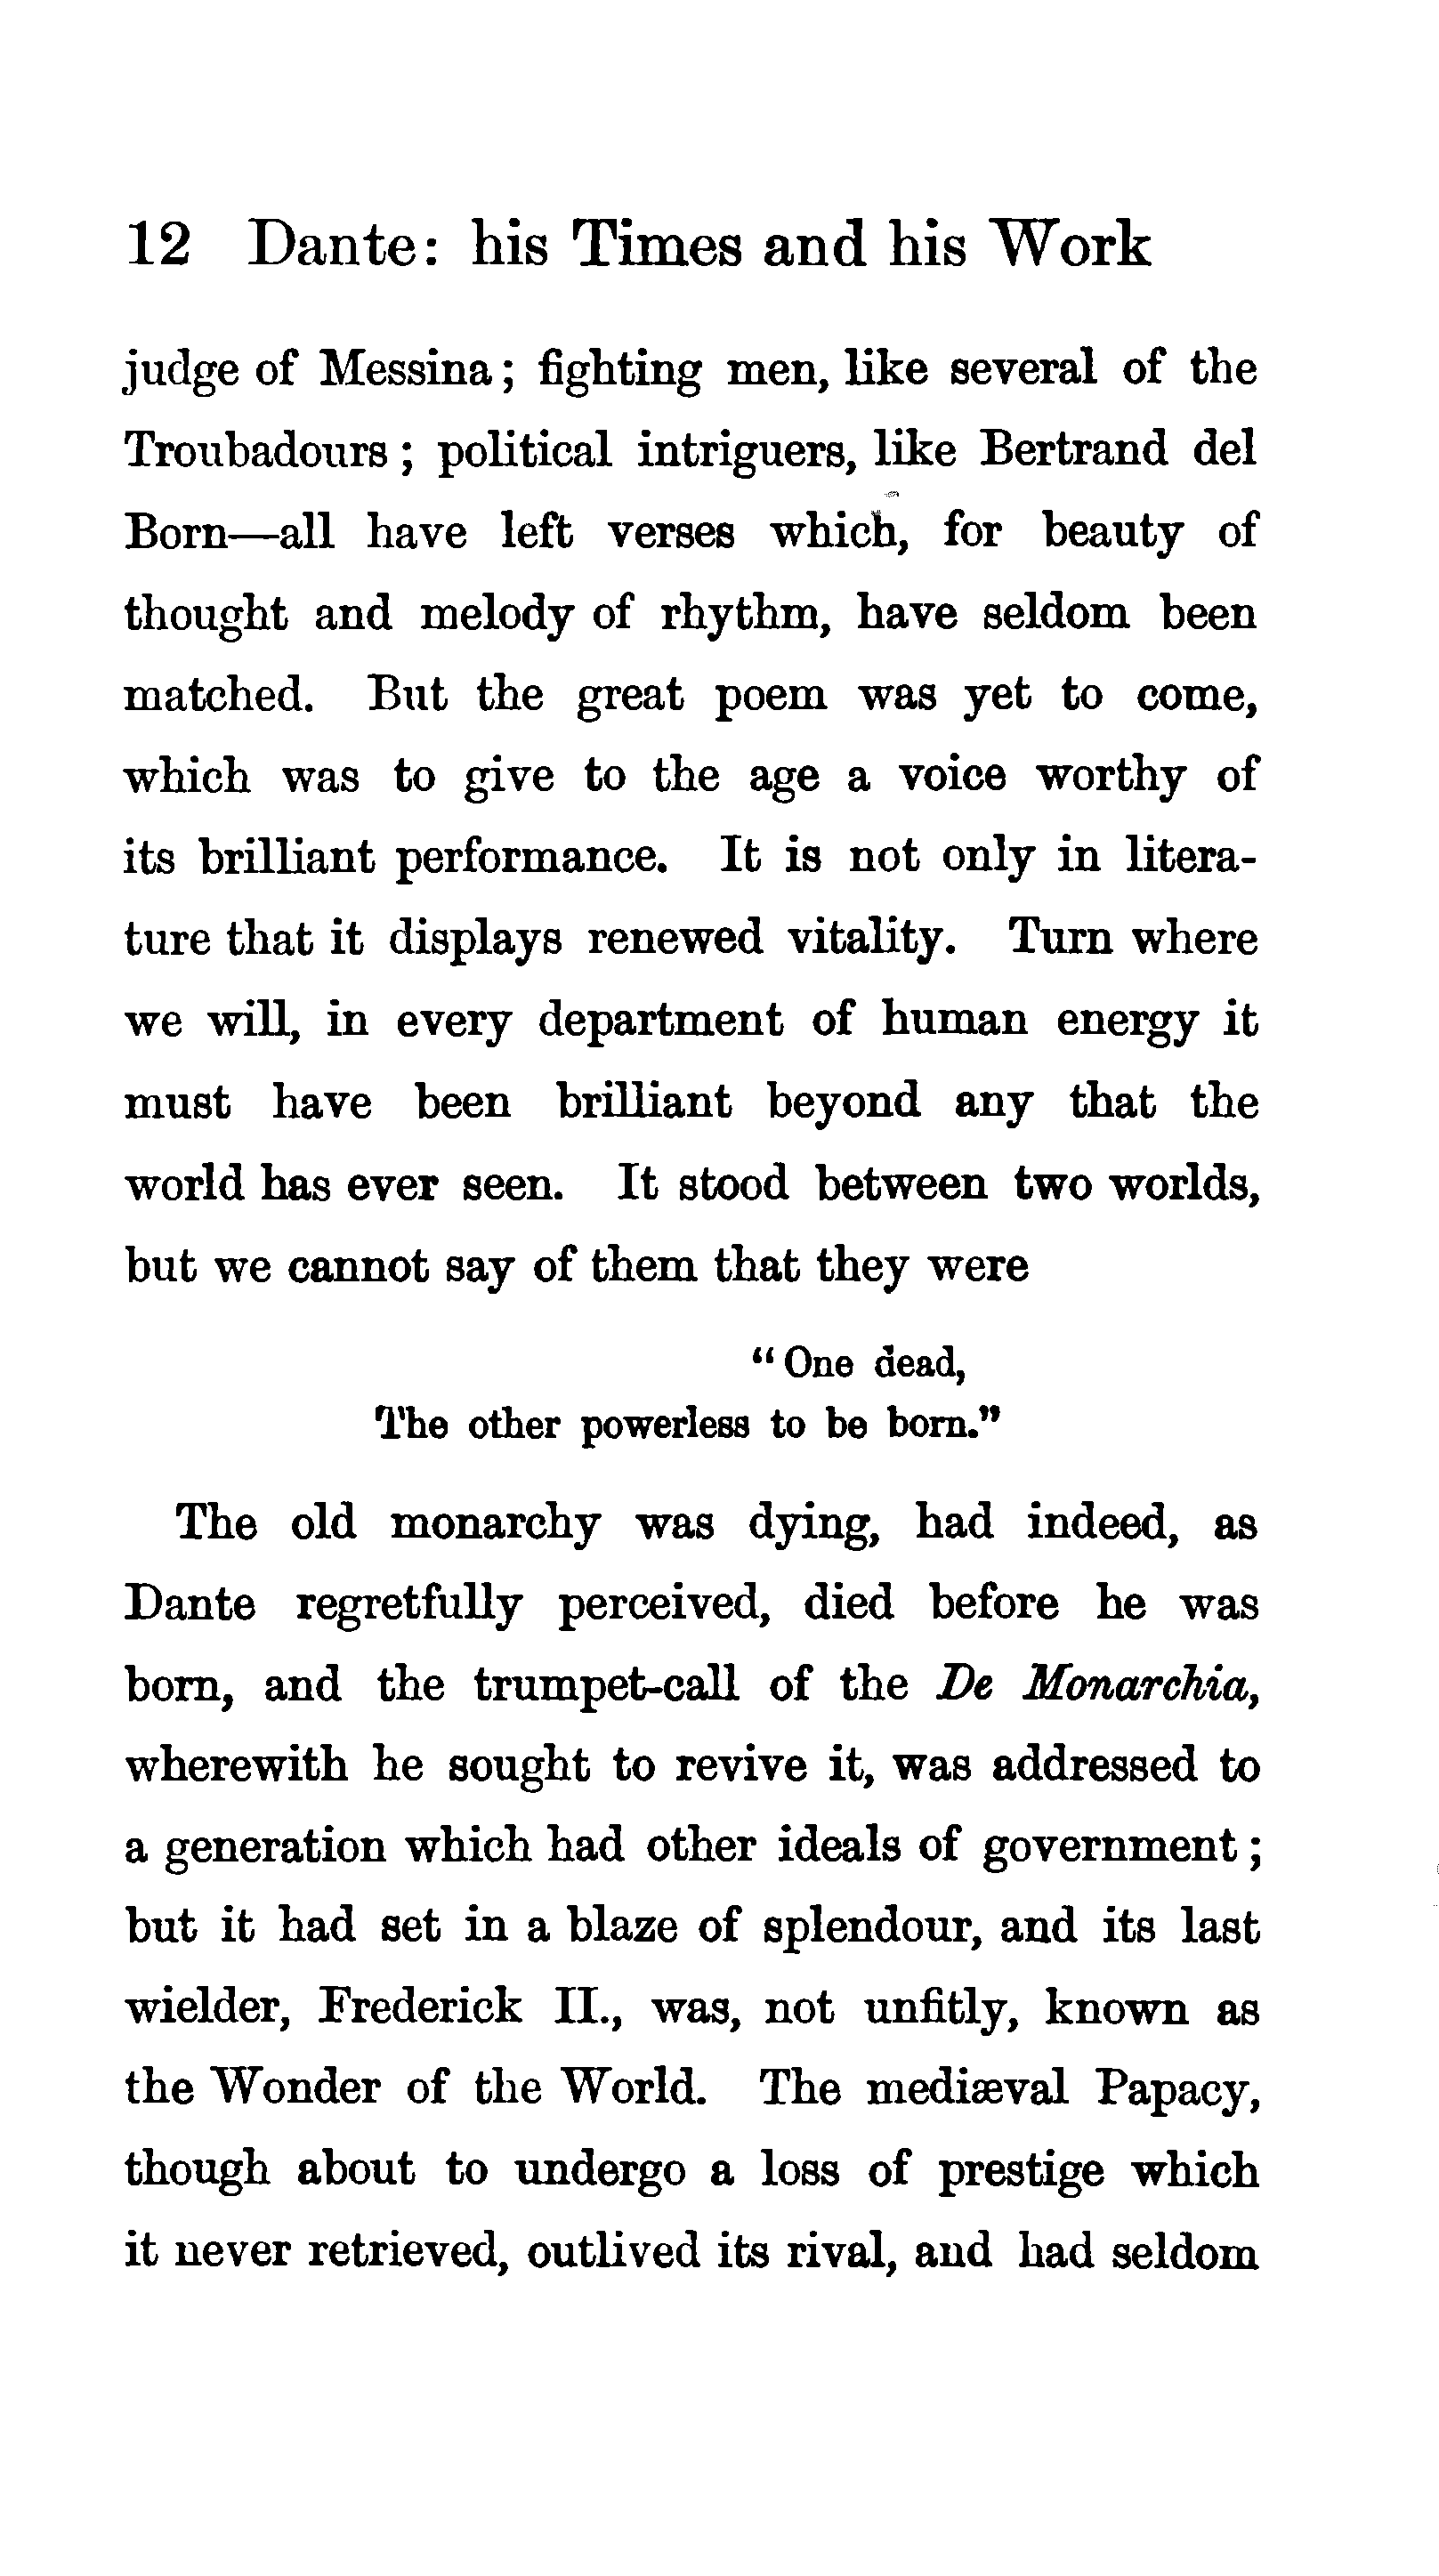 12 Dante: his Times and his Work
judge of Messina; fighting men, like several of the
Troubadours; political intriguers, like Bertrand del
Born—all have left verses which, for beauty of
thought and melody of rhythm, have seldom been
matched. But the great poem was yet to come,
which was to give to the age a voice worthy of
its brilliant performance. It is not only in litera-
ture that it displays renewed vitality. Turn where
we will, in every department of human energy it
must have been brilliant beyond any that the
world has ever seen. It stood between two worlds,
but we cannot say of them that they were
“One dead,
The other powerless to be born.”
The old monarchy was dying, had indeed, as
Dante regretfully perceived, died before he was
born, and the trumpet-call of the De Monarchia,
wherewith he sought to revive it, was addressed to
a generation which had other ideals of government;
but it had set in a blaze of splendour, and its last
wielder, Frederick II., was, not unfitly, known as
the Wonder of the World. The mediæval Papacy,
though about to undergo a loss of prestige which
it never retrieved, outlived its rival, and had seldom